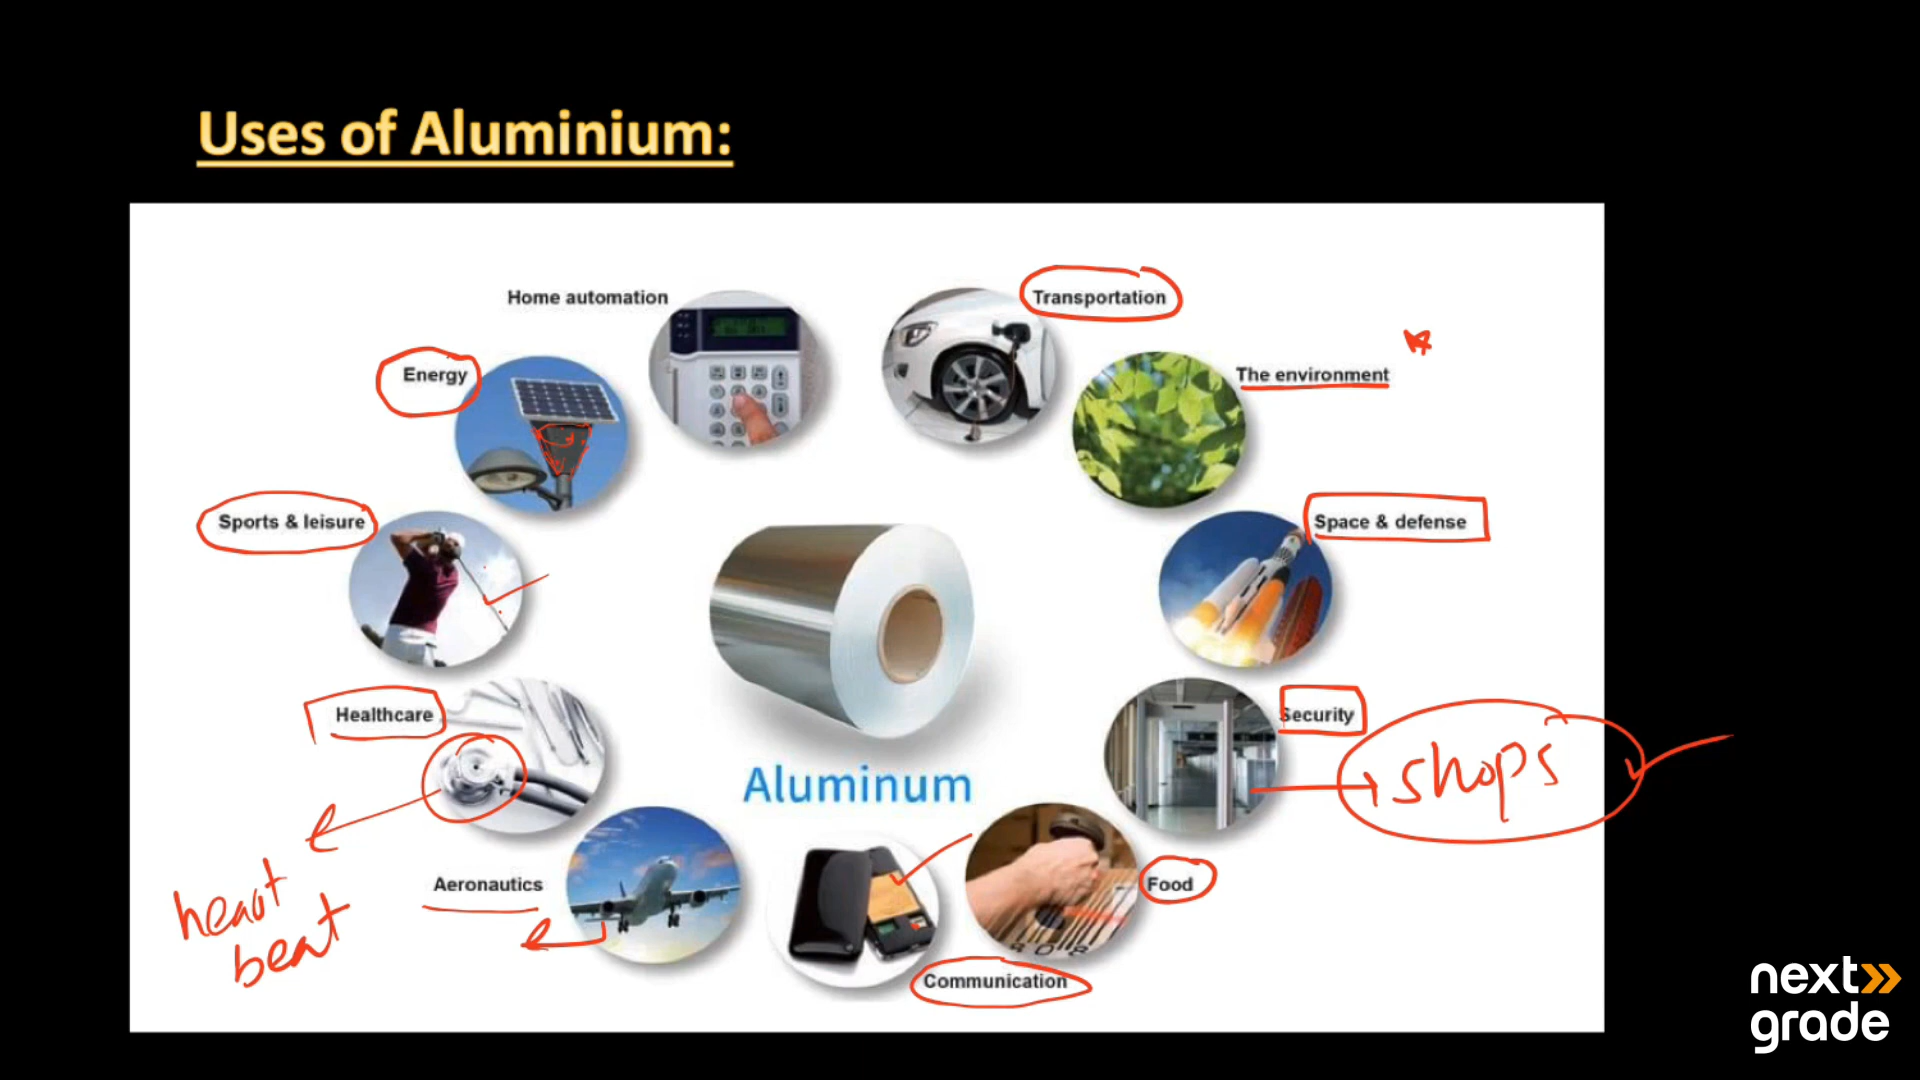 Uses of Aluminium:
Home automation
Transportation
Energy
The environment
Sports & leisure
Space & defense
Healthcare
Security
shops
Aluminum
heart
beat
Aeronautics
Food
808
Communication
next
grade